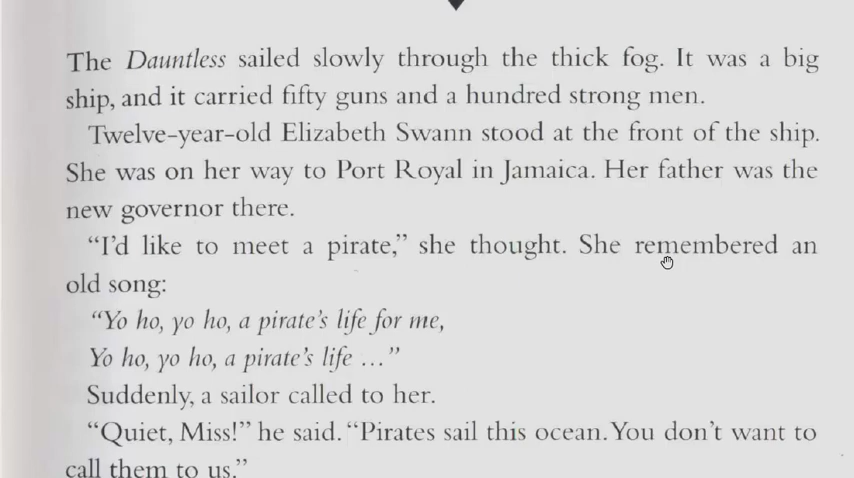 The Dauntless sailed slowly through the thick fog. It was a big
ship, and it carried fifty guns and a hundred strong men.
Twelve-year-old Elizabeth Swann stood at the front of the ship.
She was on her way to Port Royal in Jamaica. Her father was the
new governor there.
“I’d like to meet a pirate,” she thought. She remembered an
old song:
“Yo ho, yo ho, a pirate’s life for me,
Yo ho, yo ho, a pirate’s life …”
Suddenly, a sailor called to her.
“Quiet, Miss!” he said. “Pirates sail this ocean. You don’t want to
call them to us.”